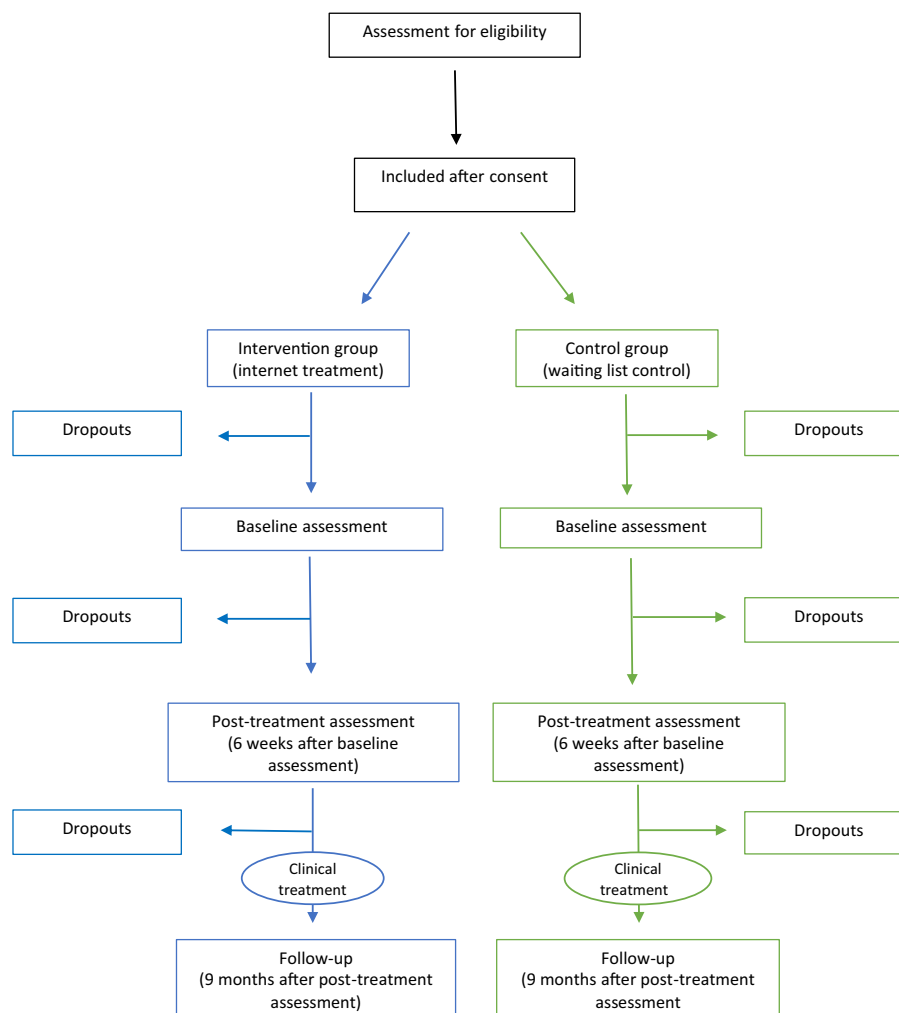 Assessment for eligibility
Included after consent
Intervention group
(internet treatment)
Control group
(waiting list control)
Dropouts
Dropouts
Baseline assessment
Baseline assessment
Dropouts
Dropouts
Post-treatment assessment
(6 weeks after baseline
assessment)
Post-treatment assessment
(6 weeks after baseline
assessment)
Dropouts
Dropouts
Clinical
treatment
Clinical
treatment
Follow-up
(9 months after post-treatment
assessment)
Follow-up
(9 months after post-treatment
assessment